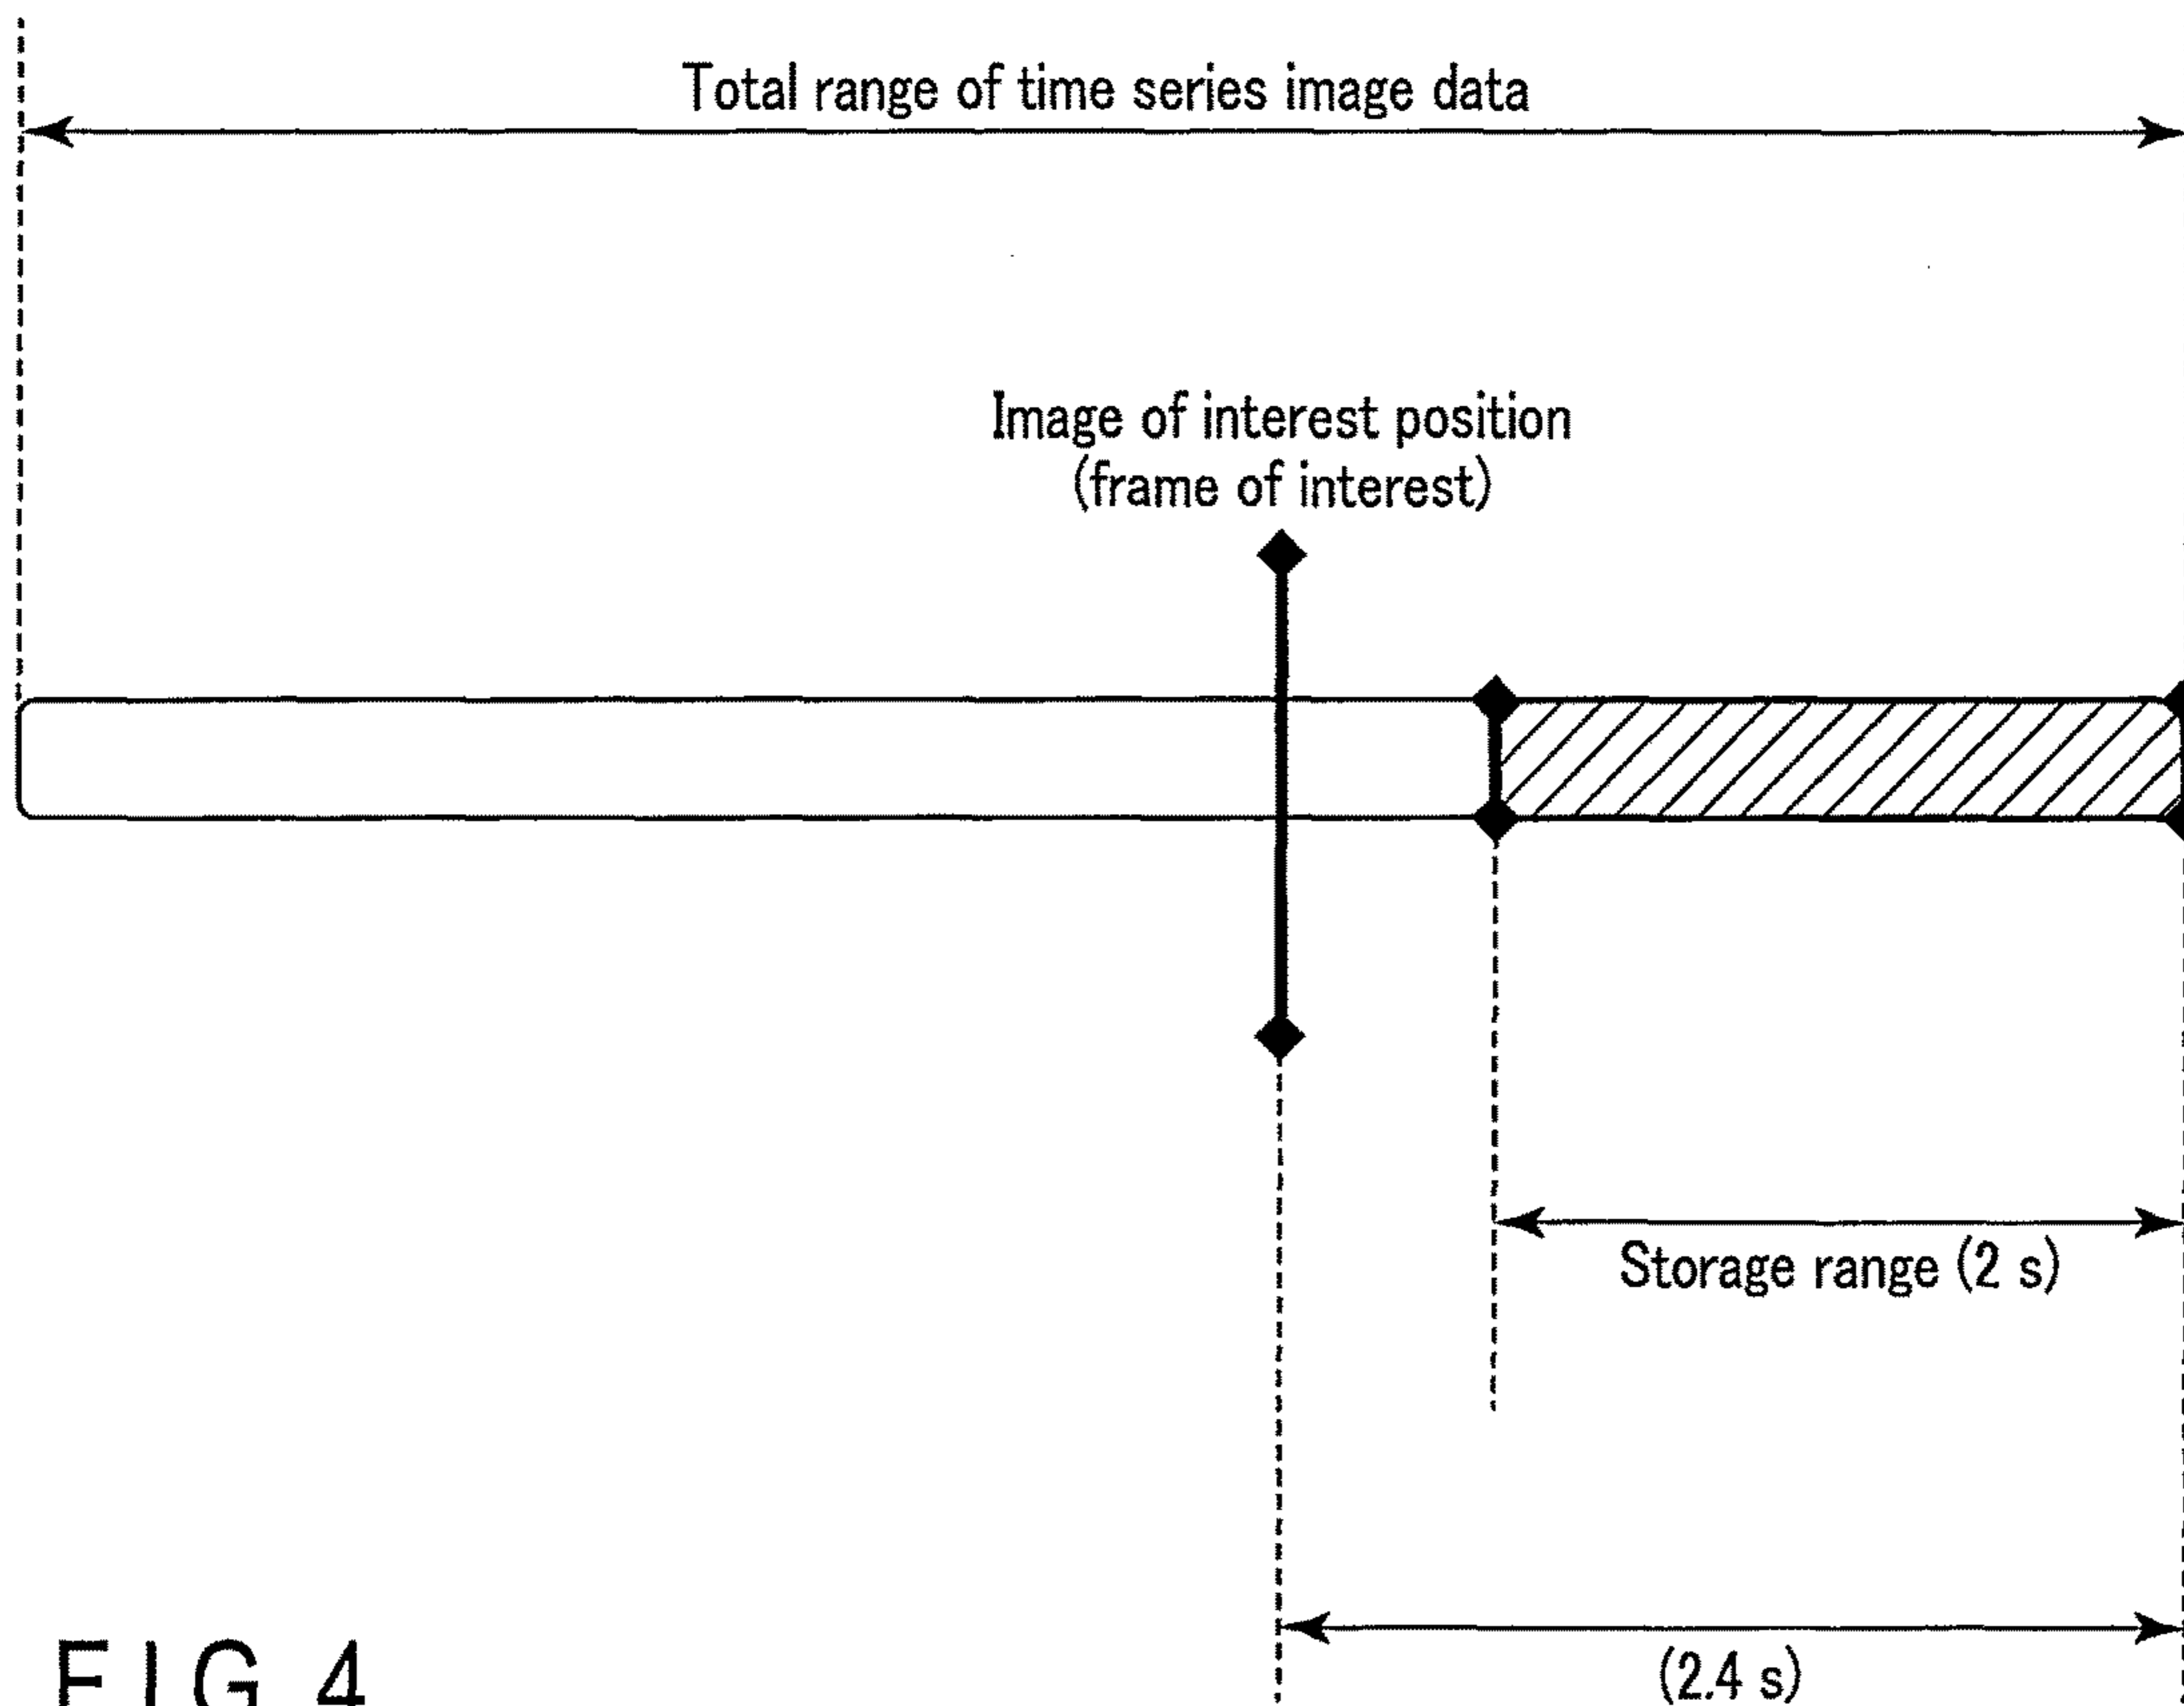 Total range of time series image data
Image of interest position
(frame of interest)
Storage range (2 s)
(2.4 s)
FIG. 4